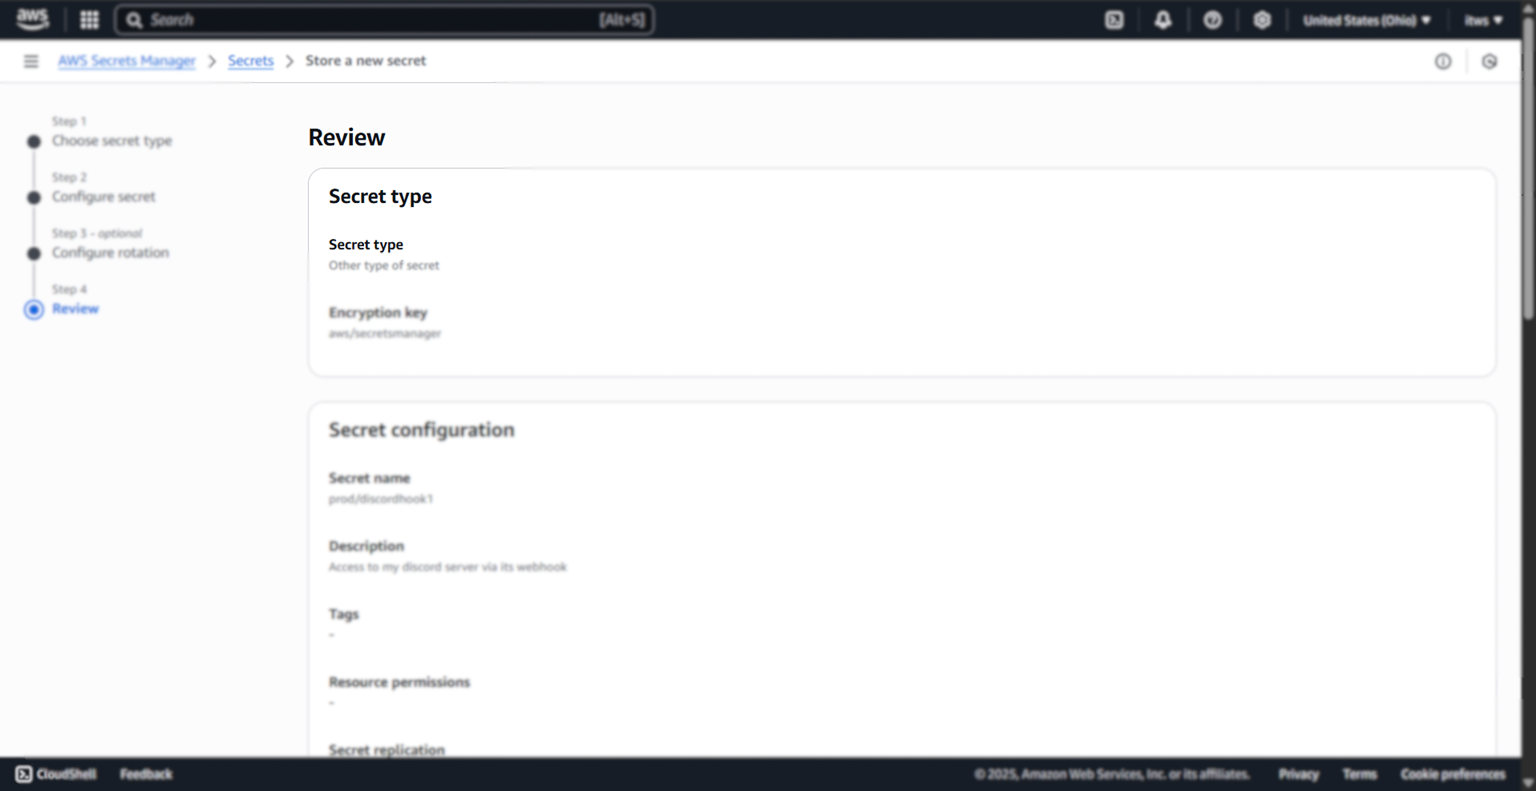 aws
Search [Alt+S] United States (Ohio) itws
AWS Secrets Manager Secrets Store a new secret
Step 1
Choose secret type
Step 2
Configure secret
Step 3 - optional
Configure rotation
Step 4
Review
Review
Secret type
Secret type
Other type of secret
Encryption key
aws/secretsmanager
Secret configuration
Secret name
prod/discordhook1
Description
Access to my discord server via its webhook
Tags
-
Resource permissions
-
Secret replication
CloudShell Feedback © 2025, Amazon Web Services, Inc. or its affiliates. Privacy Terms Cookie preferences